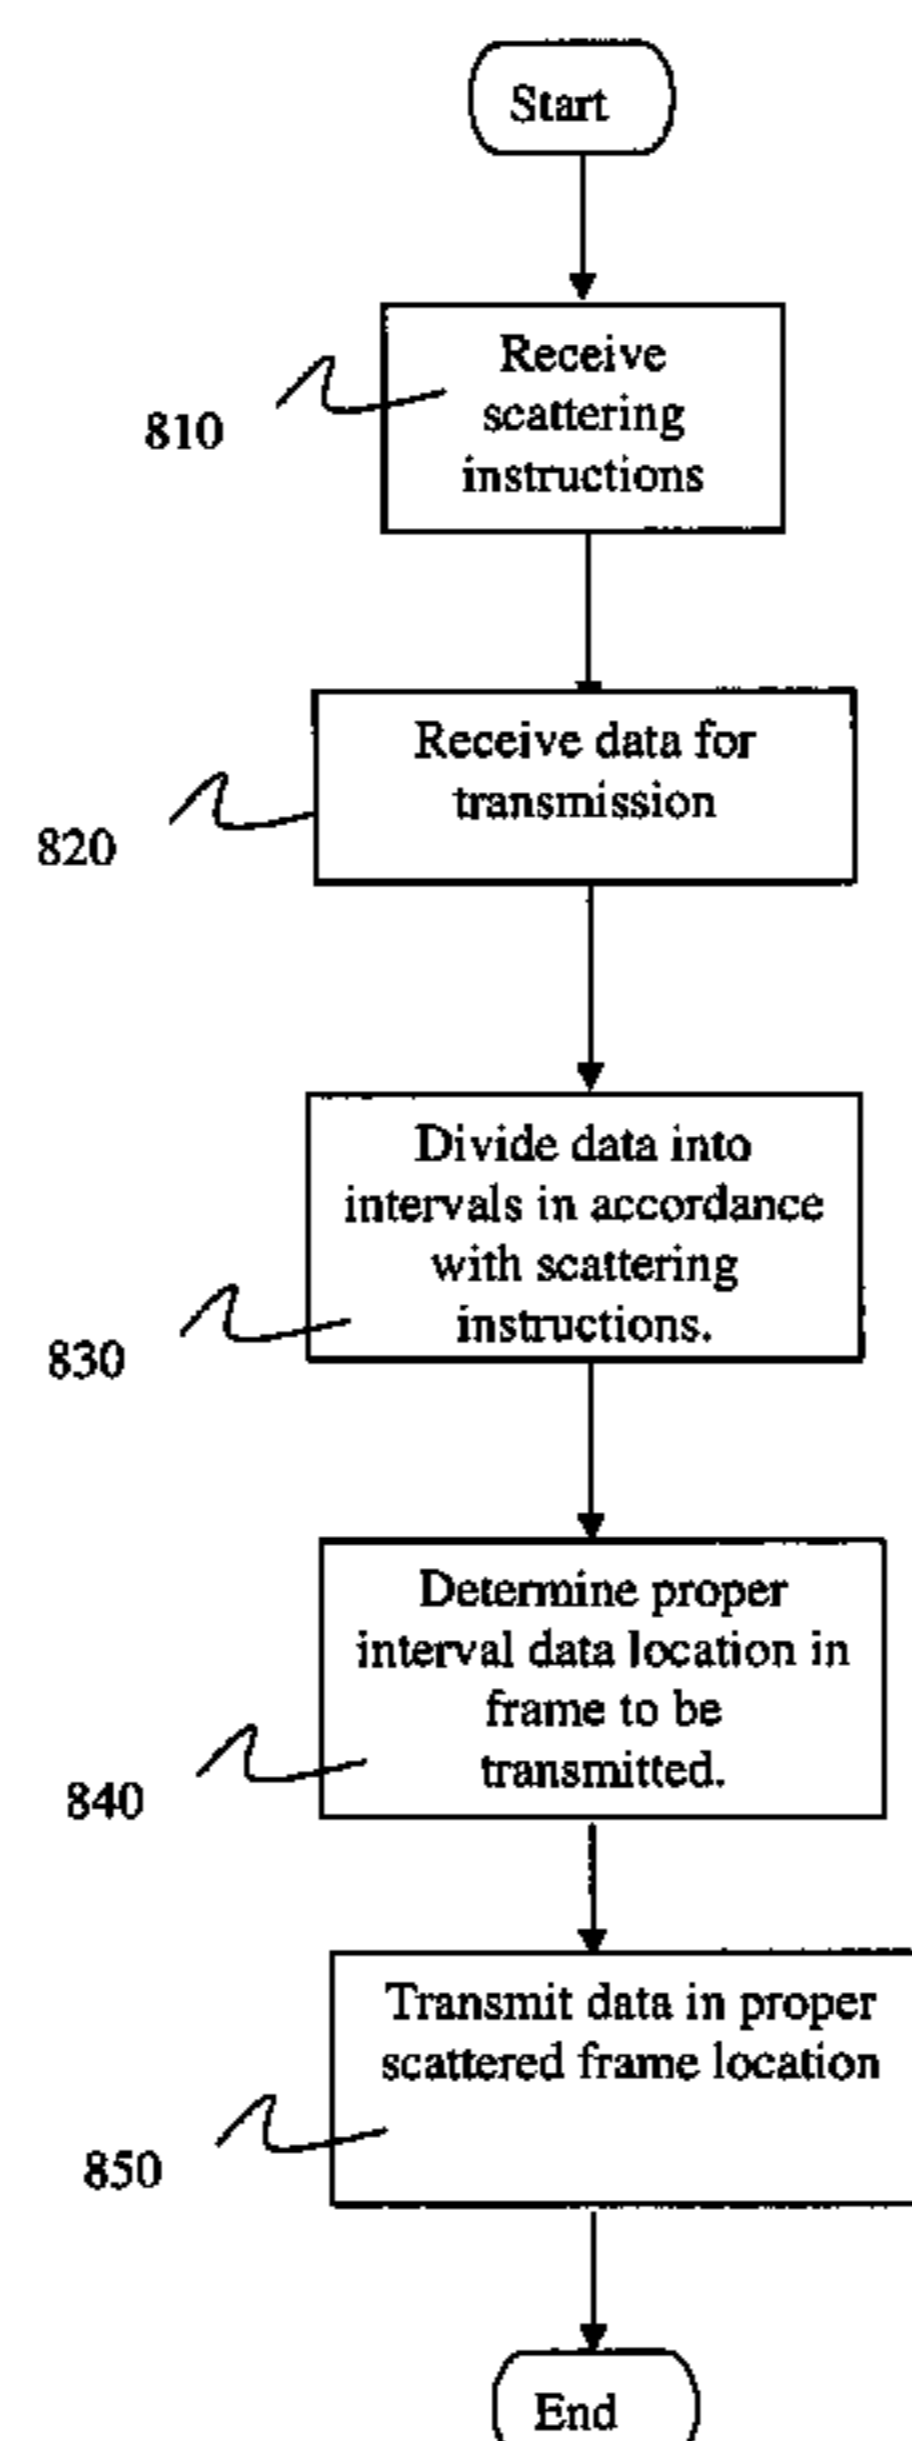 Start
Receive
scattering
instructions
810
Receive data for
transmission
820
Divide data into
intervals in accordance
with scattering
instructions.
830
Determine proper
interval data location in
frame to be
transmitted.
840
Transmit data in proper
scattered frame location
850
End